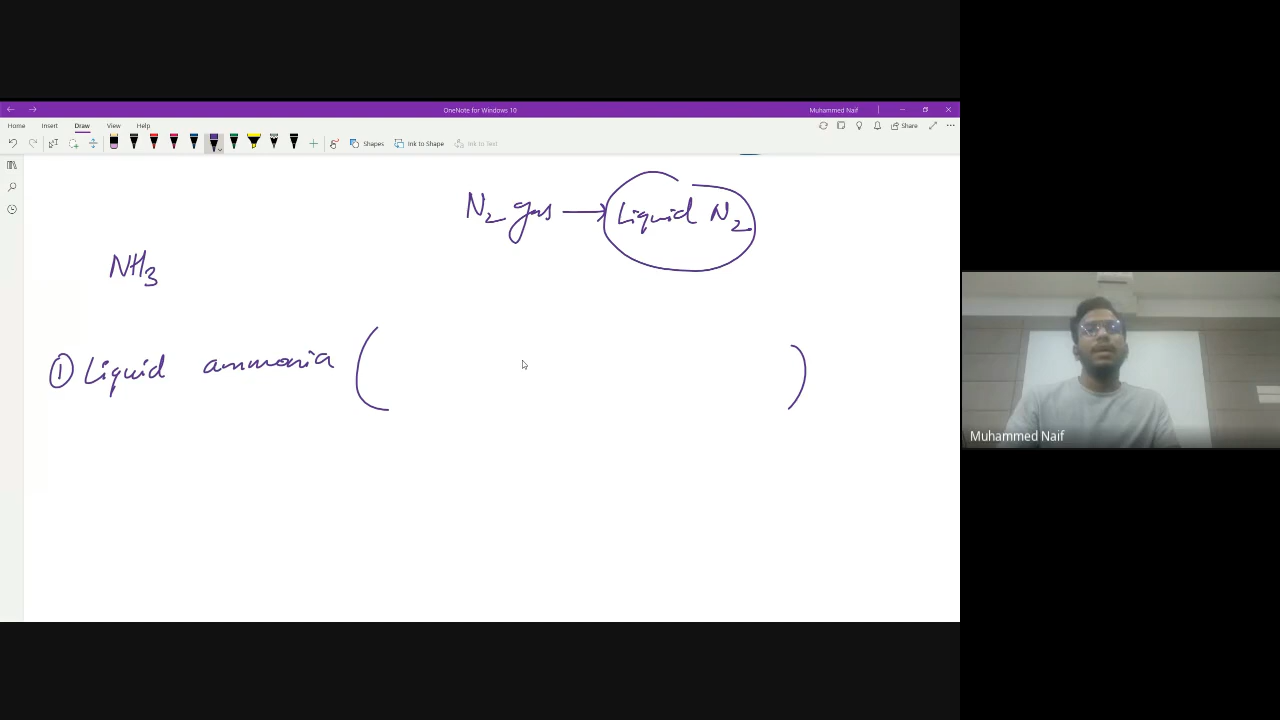 OneNote for Windows 10
Muhammed Naif
Home Insert Draw View Help
Share
Shapes Ink to Shape Ink to Text
N2 gas → Liquid N2
NH3
① Liquid ammonia ( )
Muhammed Naif